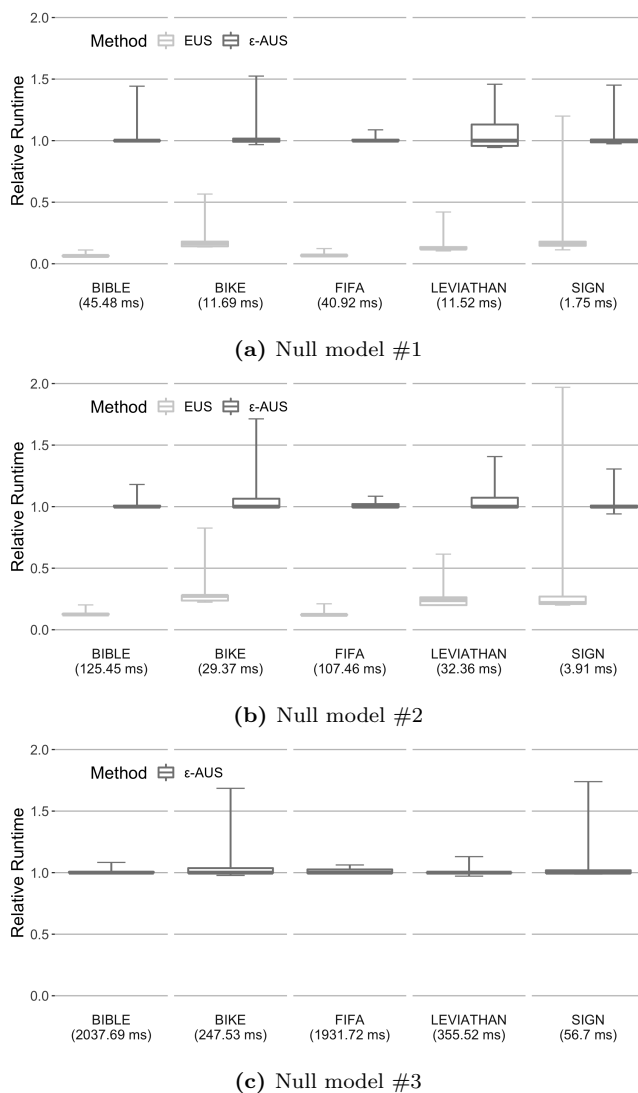 2.0
Method EUS ε-AUS
1.5
1.0
0.5
0.0
Relative Runtime
BIBLE BIKE FIFA LEVIATHAN SIGN
(45.48 ms) (11.69 ms) (40.92 ms) (11.52 ms) (1.75 ms)
(a) Null model #1
2.0
Method EUS ε-AUS
1.5
1.0
0.5
0.0
Relative Runtime
BIBLE BIKE FIFA LEVIATHAN SIGN
(125.45 ms) (29.37 ms) (107.46 ms) (32.36 ms) (3.91 ms)
(b) Null model #2
2.0
Method ε-AUS
1.5
1.0
0.5
0.0
Relative Runtime
BIBLE BIKE FIFA LEVIATHAN SIGN
(2037.69 ms) (247.53 ms) (1931.72 ms) (355.52 ms) (56.7 ms)
(c) Null model #3